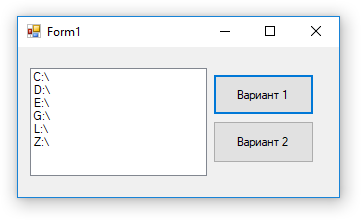 Form1
C:\
D:\
E:\
G:\
L:\
Z:\
Вариант 1
Вариант 2